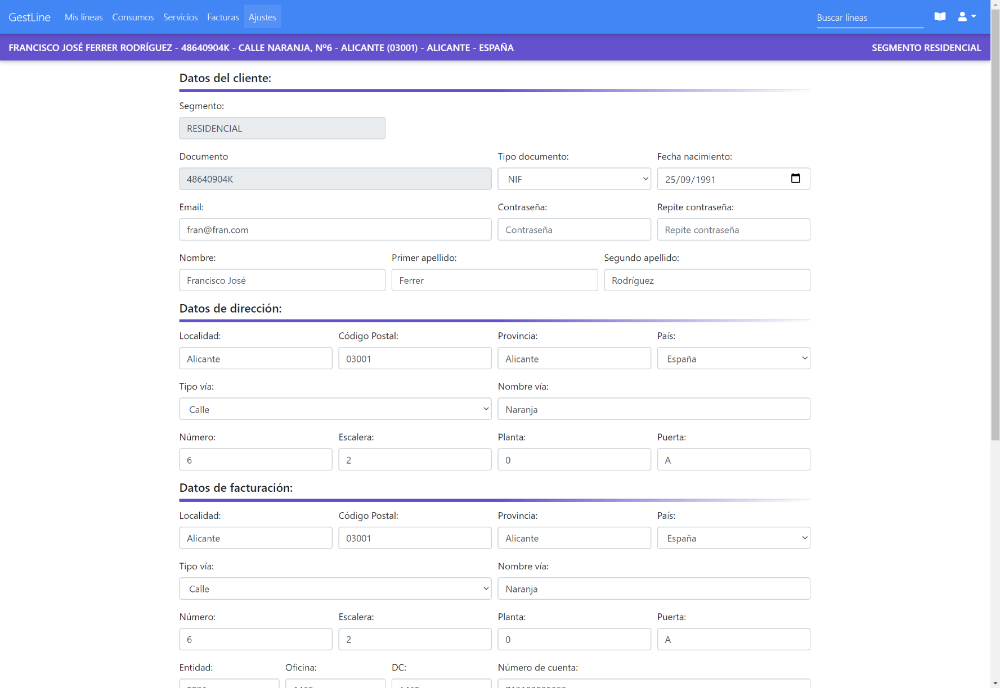 GestLine Mis líneas Consumos Servicios Facturas Ajustes Buscar líneas
FRANCISCO JOSÉ FERRER RODRÍGUEZ - 48640904K - CALLE NARANJA, Nº6 - ALICANTE (03001) - ALICANTE - ESPAÑA SEGMENTO RESIDENCIAL
Datos del cliente:
Segmento:
RESIDENCIAL
Documento Tipo documento: Fecha nacimiento:
48640904K NIF 25/09/1991
Email: Contraseña: Repite contraseña:
fran@fran.com Contraseña Repite contraseña
Nombre: Primer apellido: Segundo apellido:
Francisco José Ferrer Rodríguez
Datos de dirección:
Localidad: Código Postal: Provincia: País:
Alicante 03001 Alicante España
Tipo vía: Nombre vía:
Calle Naranja
Número: Escalera: Planta: Puerta:
6 2 0 A
Datos de facturación:
Localidad: Código Postal: Provincia: País:
Alicante 03001 Alicante España
Tipo vía: Nombre vía:
Calle Naranja
Número: Escalera: Planta: Puerta:
6 2 0 A
Entidad: Oficina: DC: Número de cuenta: